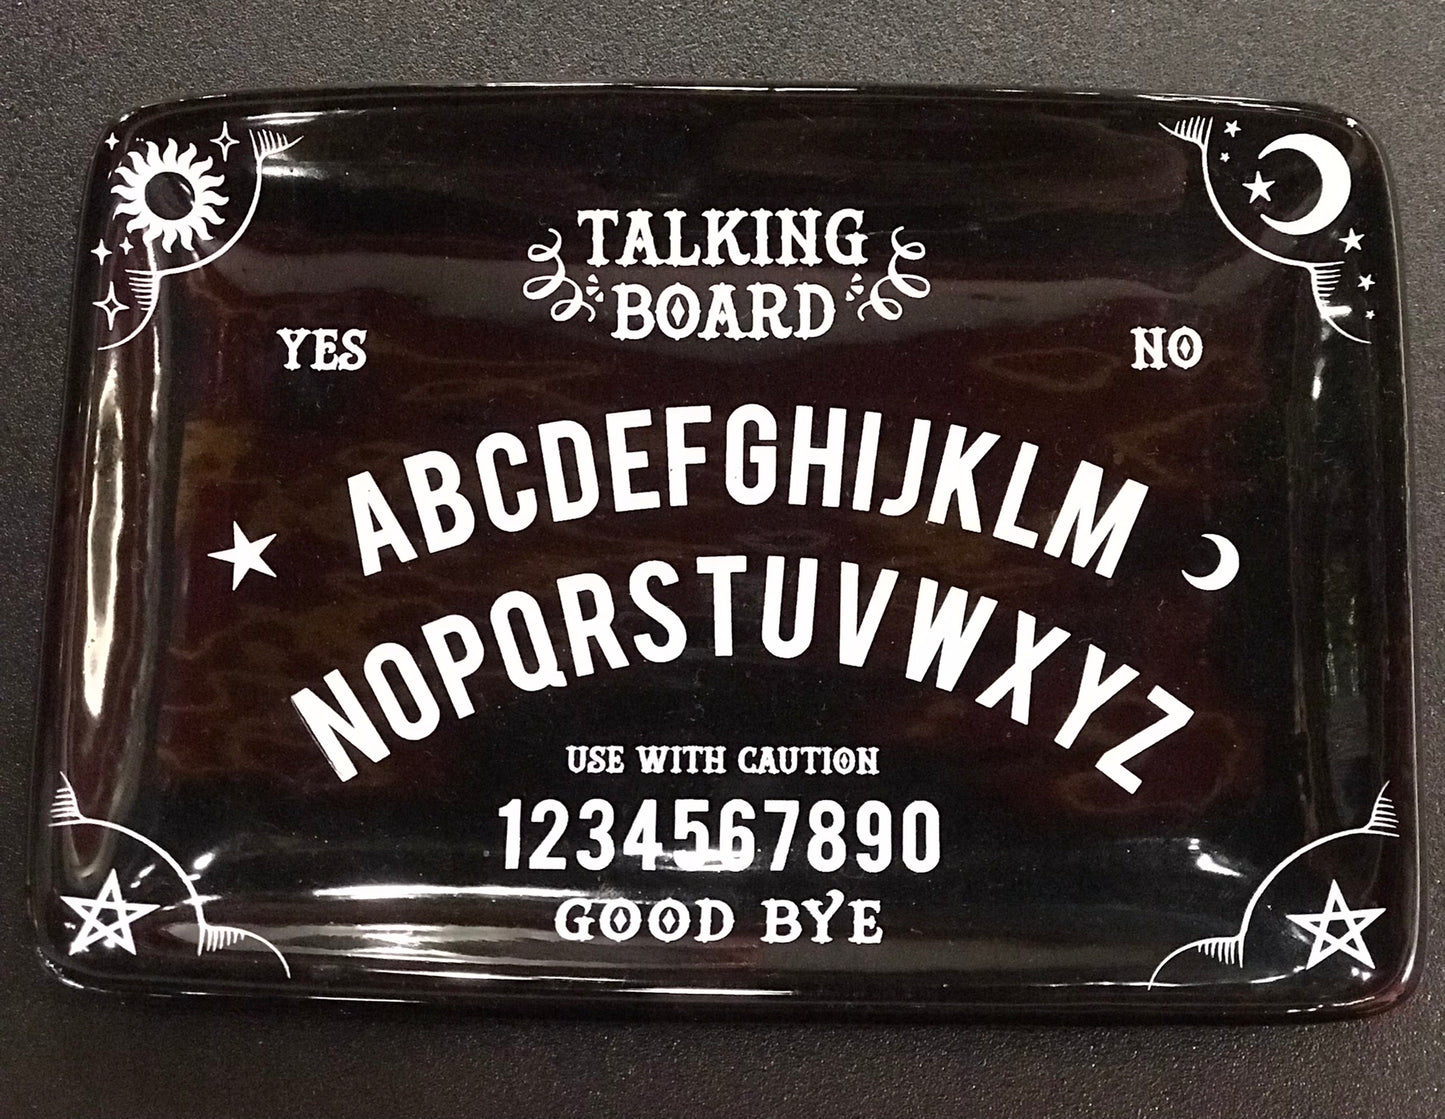 TALKING
BOARD
YES NO
ABCDEFGHIJKLM
NOPQRSTUVWXYZ
USE WITH CAUTION
1234567890
GOOD BYE